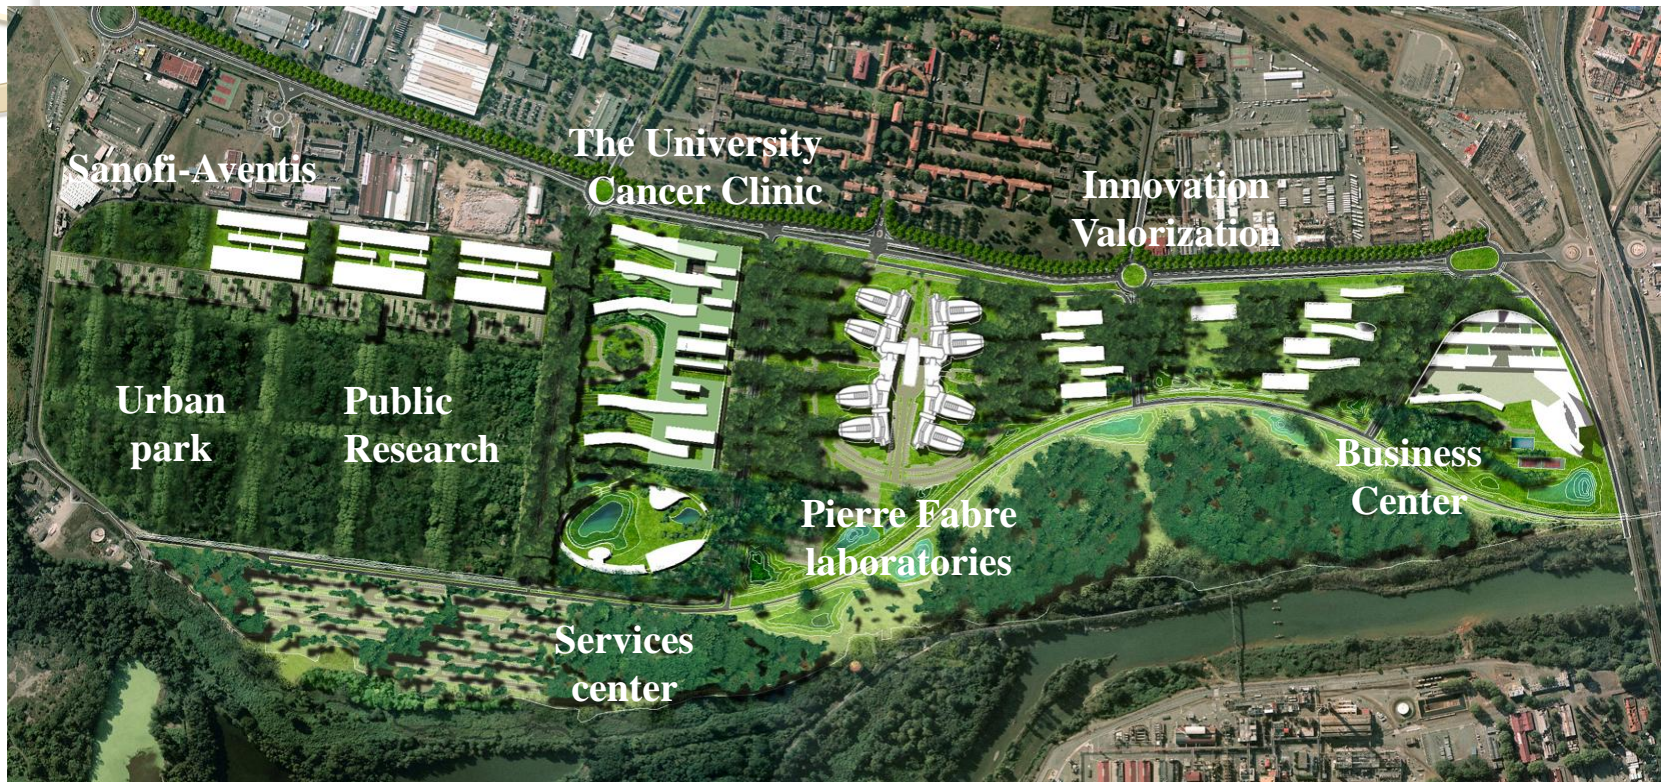 Sanofi-Aventis
The University
Cancer Clinic
Innovation
Valorization
Urban
park
Public
Research
Pierre Fabre
laboratories
Business
Center
Services
center